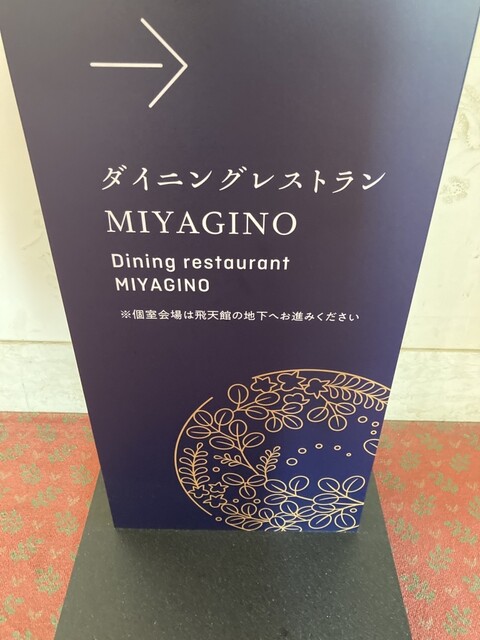 ダイニングレストラン
MIYAGINO
Dining restaurant
MIYAGINO
※個室会場は飛天館の地下へお進みください